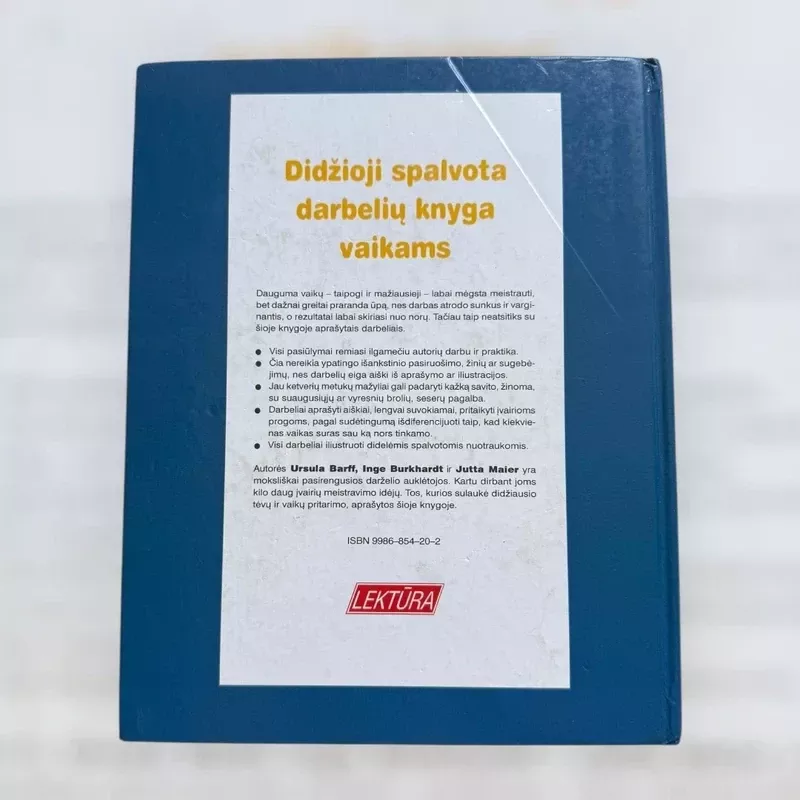 Didžioji spalvota
darbelių knyga
vaikams
Dauguma vaikų – taipogi ir mažiausieji – labai mėgsta meistrauti,
bet dažnai greitai praranda ūpą, nes darbas atrodo sunkus ir vargi-
nantis, o rezultatai labai skiriasi nuo norų. Tačiau taip neatsitiks su
šioje knygoje aprašytais darbeliais.
● Visi pasiūlymai remiasi ilgamečiu autorių darbu ir praktika.
● Čia nereikia ypatingo išankstinio pasiruošimo, žinių ar sugebė-
jimų, nes darbelių eiga aiški iš aprašymo ar iliustracijos.
● Jau ketverių metukų mažyliai gali padaryti kažką savito, žinoma,
su suaugusiųjų ar vyresnių brolių, seserų pagalba.
● Darbeliai aprašyti aiškiai, lengvai suvokiamai, pritaikyti įvairioms
progoms, pagal sudėtingumą išdiferencijuoti taip, kad kiekvie-
nas vaikas suras sau ką nors tinkamo.
● Visi darbeliai iliustruoti didelėmis spalvotomis nuotraukomis.
Autorės Ursula Barff, Inge Burkhardt ir Jutta Maier yra
moksliškai pasirengusios darželio auklėtojos. Kartu dirbant joms
kilo daug įvairių meistravimo idėjų. Tos, kurios sulaukė didžiausio
tėvų ir vaikų pritarimo, aprašytos šioje knygoje.
ISBN 9986–854–20–2
LEKTŪRA